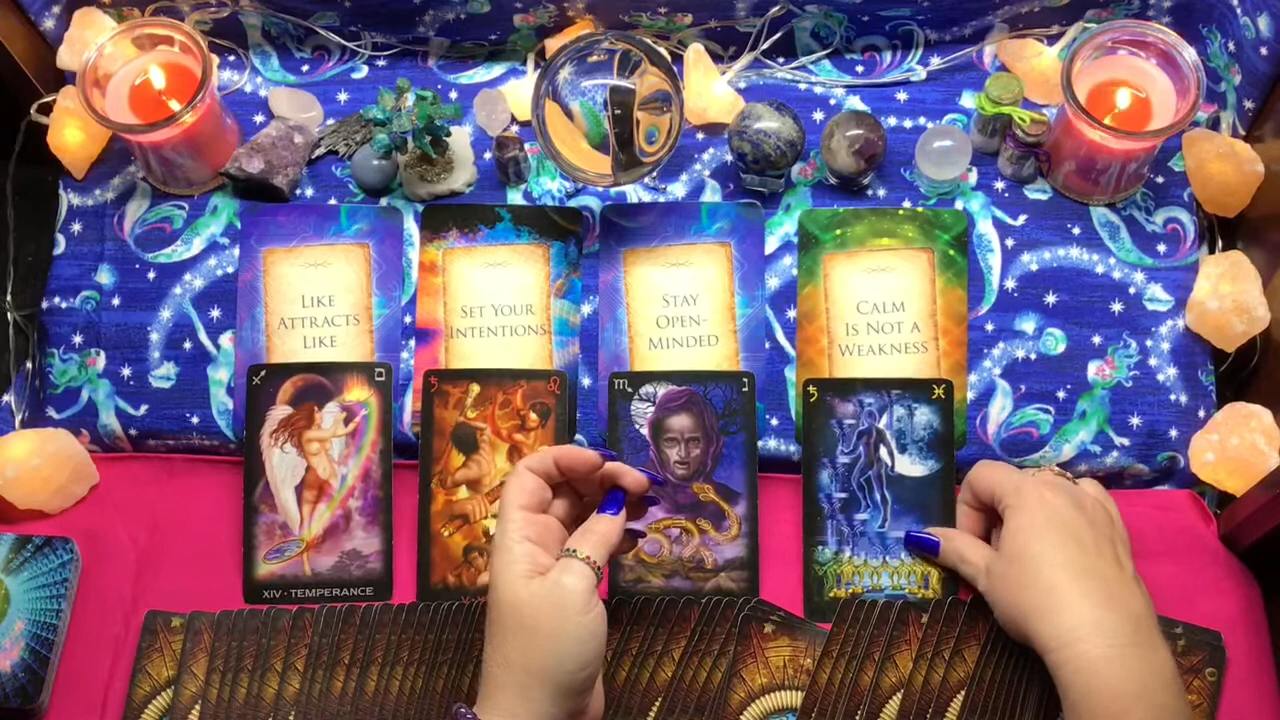 LIKE
ATTRACTS
LIKE
SET YOUR
INTENTIONS
STAY
OPEN-
MINDED
CALM
IS NOT A
WEAKNESS
XIV · TEMPERANCE